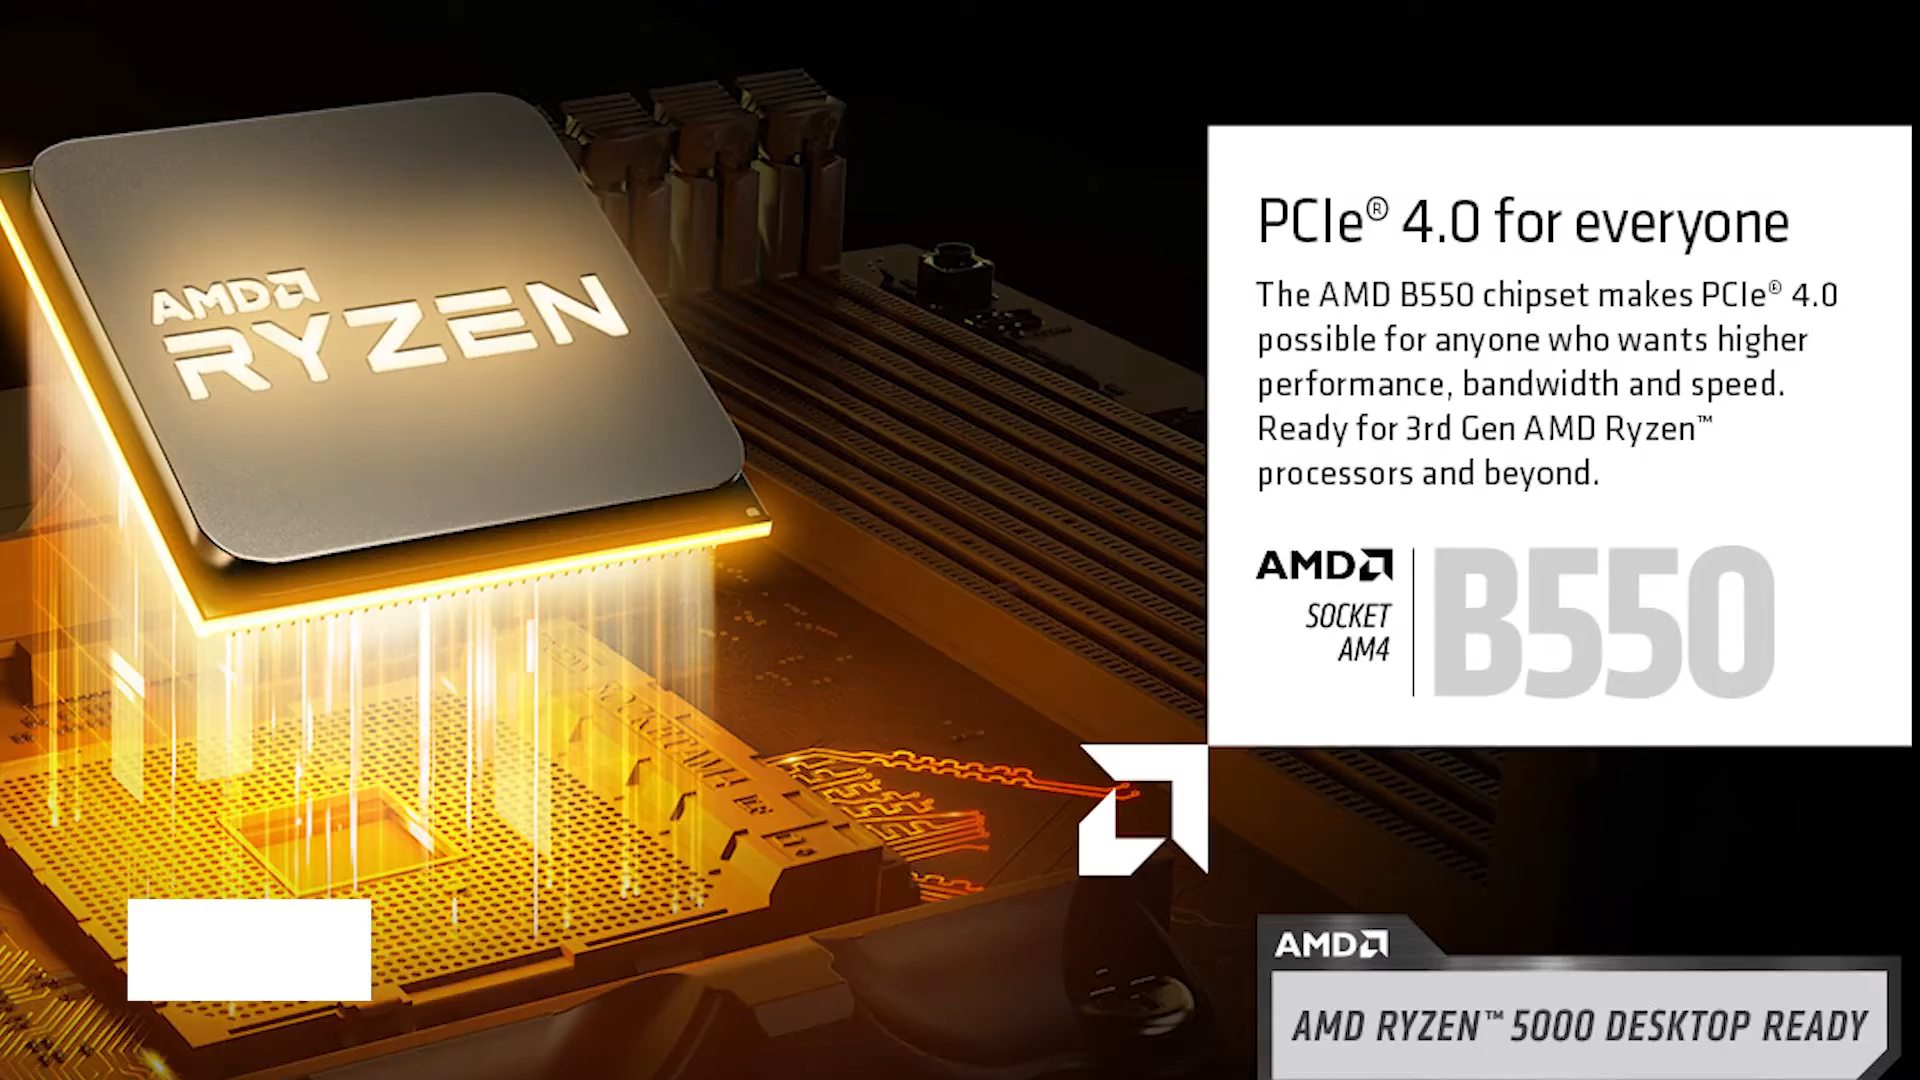 AMD
RYZEN
PCIe® 4.0 for everyone
The AMD B550 chipset makes PCIe® 4.0
possible for anyone who wants higher
performance, bandwidth and speed.
Ready for 3rd Gen AMD Ryzen™
processors and beyond.
AMD
SOCKET
AM4
B550
SOCKET AM4
AMD
AMD RYZEN™ 5000 DESKTOP READY